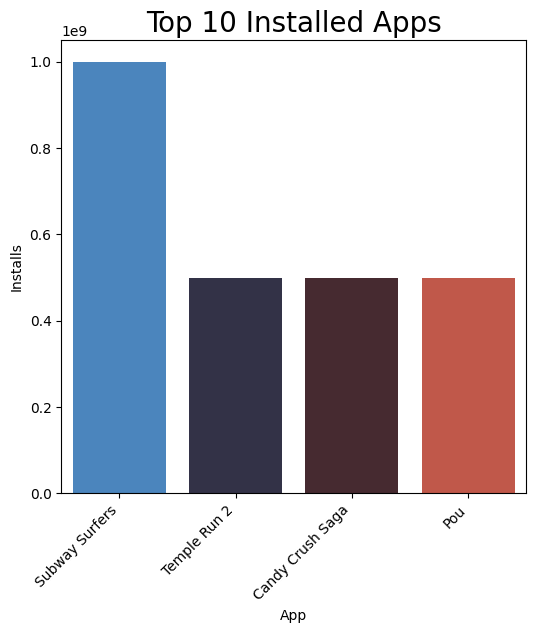 Top 10 Installed Apps
1e9
1.0
0.8
0.6
0.4
0.2
0.0
Installs
Subway Surfers
Temple Run 2
Candy Crush Saga
Pou
App